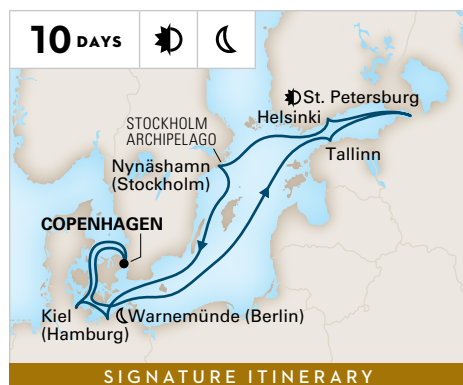 10 DAYS
St. Petersburg
Helsinki
STOCKHOLM
ARCHIPELAGO
Tallinn
Nynäshamn
(Stockholm)
COPENHAGEN
Kiel
(Hamburg)
Warnemünde (Berlin)
SIGNATURE ITINERARY